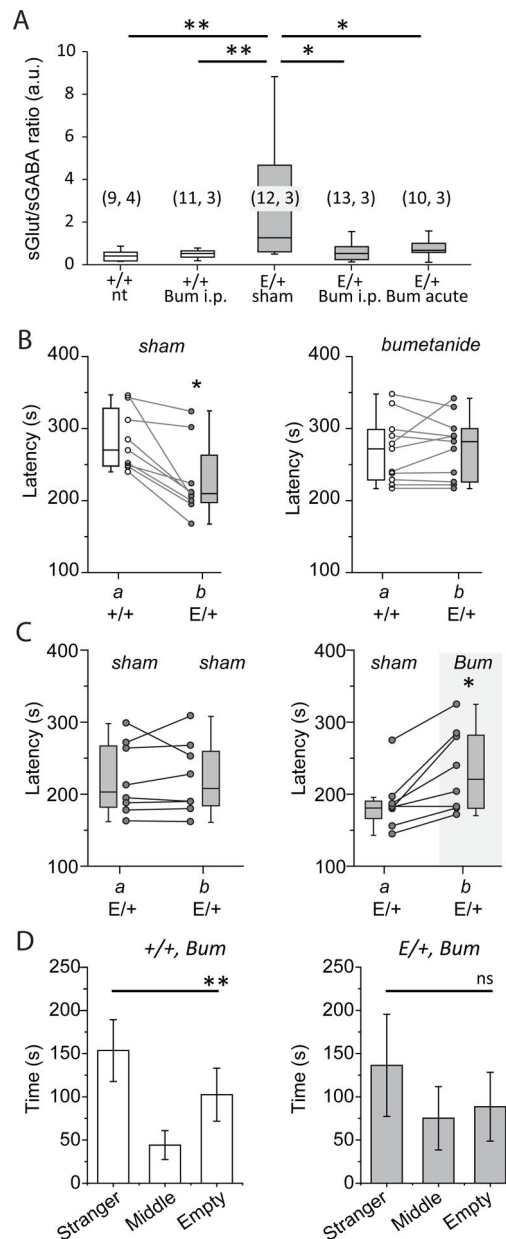 A
** *
** *
sGlut/sGABA ratio (a.u.)
10
8
6
4
2
0
(9, 4) (11, 3) (12, 3) (13, 3) (10, 3)
+/+ +/+ E/+ E/+ E/+
nt Bum i.p. sham Bum i.p. Bum acute
B
sham bumetanide
*
Latency (s) Latency (s)
400 400
300 300
200 200
100 100
a b a b
+/+ E/+ +/+ E/+
C
sham sham sham Bum
*
Latency (s) Latency (s)
400 400
300 300
200 200
100 100
a b a b
E/+ E/+ E/+ E/+
D
+/+, Bum E/+, Bum
** ns
Time (s) Time (s)
250 250
200 200
150 150
100 100
50 50
0 0
Stranger Middle Empty Stranger Middle Empty